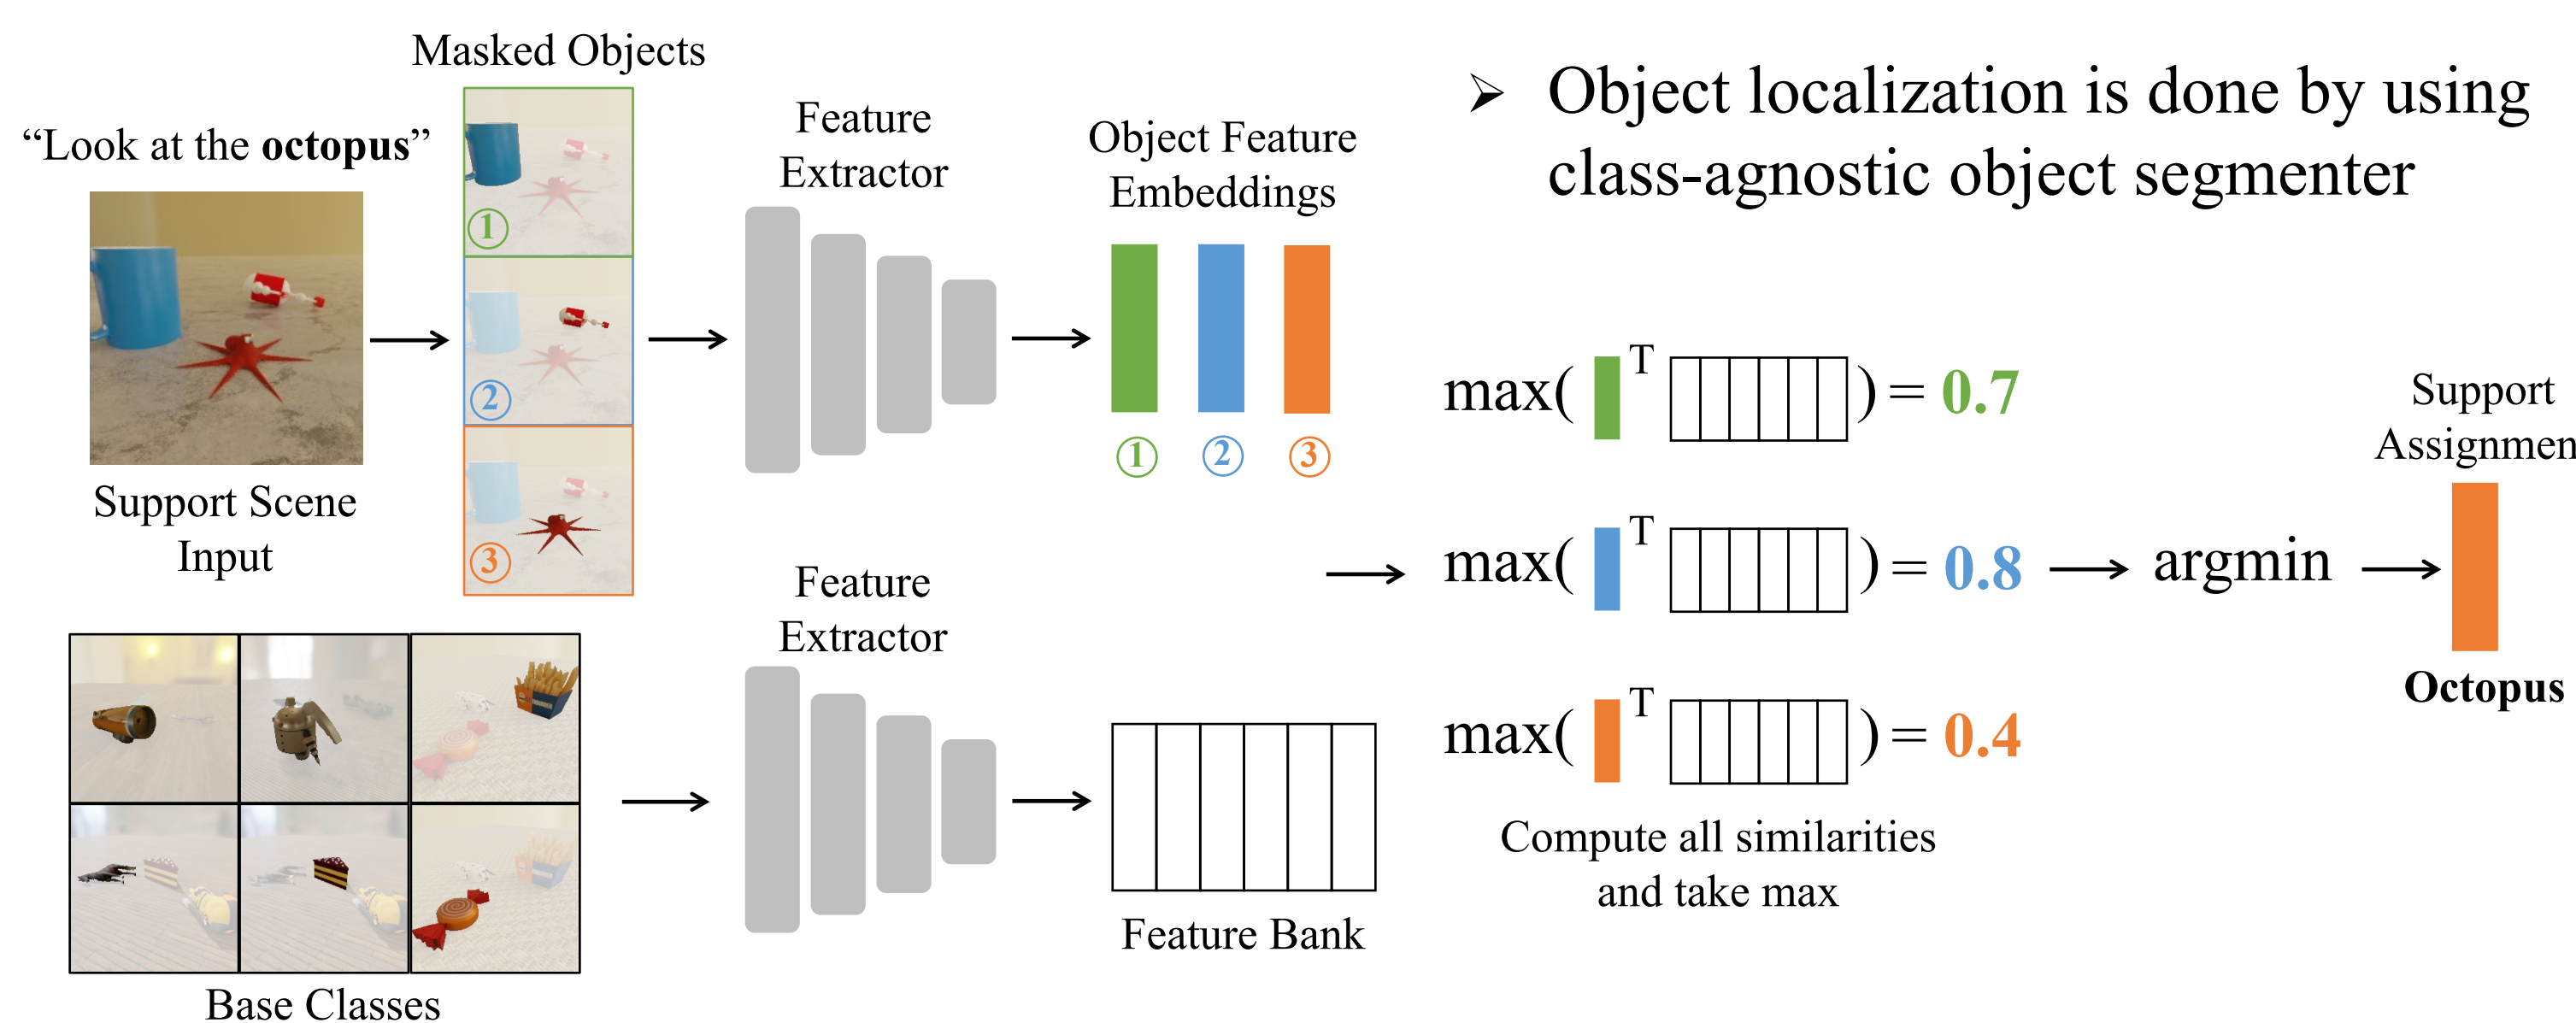 Masked Objects
“Look at the octopus”
Support Scene
Input
1
2
3
Feature
Extractor
Object Feature
Embeddings
1
2
3
➢ Object localization is done by using
class-agnostic object segmenter
Base Classes
Feature
Extractor
Feature Bank
max( T ) = 0.7
max( T ) = 0.8
max( T ) = 0.4
Compute all similarities
and take max
argmin
Support
Assignmen
Octopus